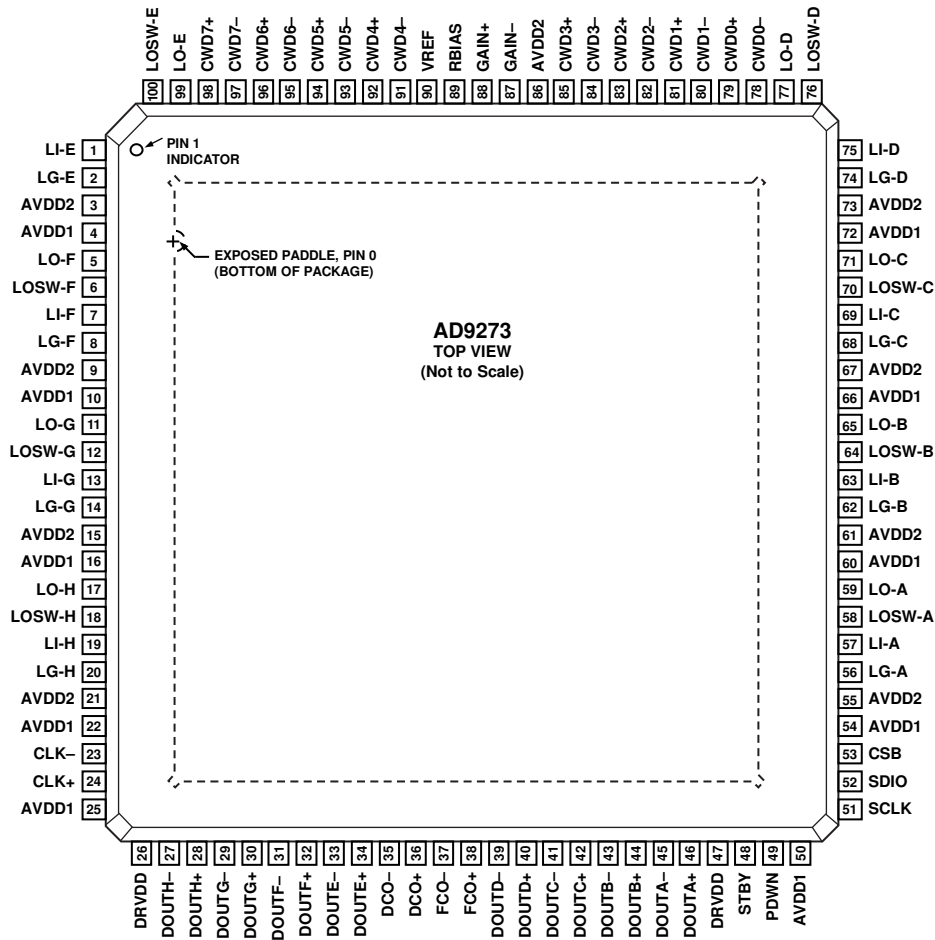 LOSW-E
LO-E
CWD7+
CWD7–
CWD6+
CWD6–
CWD5+
CWD5–
CWD4+
CWD4–
VREF
RBIAS
GAIN+
GAIN–
AVDD2
CWD3+
CWD3–
CWD2+
CWD2–
CWD1+
CWD1–
CWD0+
CWD0–
LO-D
LOSW-D
100 99 98 97 96 95 94 93 92 91 90 89 88 87 86 85 84 83 82 81 80 79 78 77 76
LI-E 1
LG-E 2
AVDD2 3
AVDD1 4
LO-F 5
LOSW-F 6
LI-F 7
LG-F 8
AVDD2 9
AVDD1 10
LO-G 11
LOSW-G 12
LI-G 13
LG-G 14
AVDD2 15
AVDD1 16
LO-H 17
LOSW-H 18
LI-H 19
LG-H 20
AVDD2 21
AVDD1 22
CLK– 23
CLK+ 24
AVDD1 25
PIN 1
INDICATOR
EXPOSED PADDLE, PIN 0
(BOTTOM OF PACKAGE)
AD9273
TOP VIEW
(Not to Scale)
75 LI-D
74 LG-D
73 AVDD2
72 AVDD1
71 LO-C
70 LOSW-C
69 LI-C
68 LG-C
67 AVDD2
66 AVDD1
65 LO-B
64 LOSW-B
63 LI-B
62 LG-B
61 AVDD2
60 AVDD1
59 LO-A
58 LOSW-A
57 LI-A
56 LG-A
55 AVDD2
54 AVDD1
53 CSB
52 SDIO
51 SCLK
26 27 28 29 30 31 32 33 34 35 36 37 38 39 40 41 42 43 44 45 46 47 48 49 50
DRVDD
DOUTH–
DOUTH+
DOUTG–
DOUTG+
DOUTF–
DOUTF+
DOUTE–
DOUTE+
DCO–
DCO+
FCO–
FCO+
DOUTD–
DOUTD+
DOUTC–
DOUTC+
DOUTB–
DOUTB+
DOUTA–
DOUTA+
DRVDD
STBY
PDWN
AVDD1